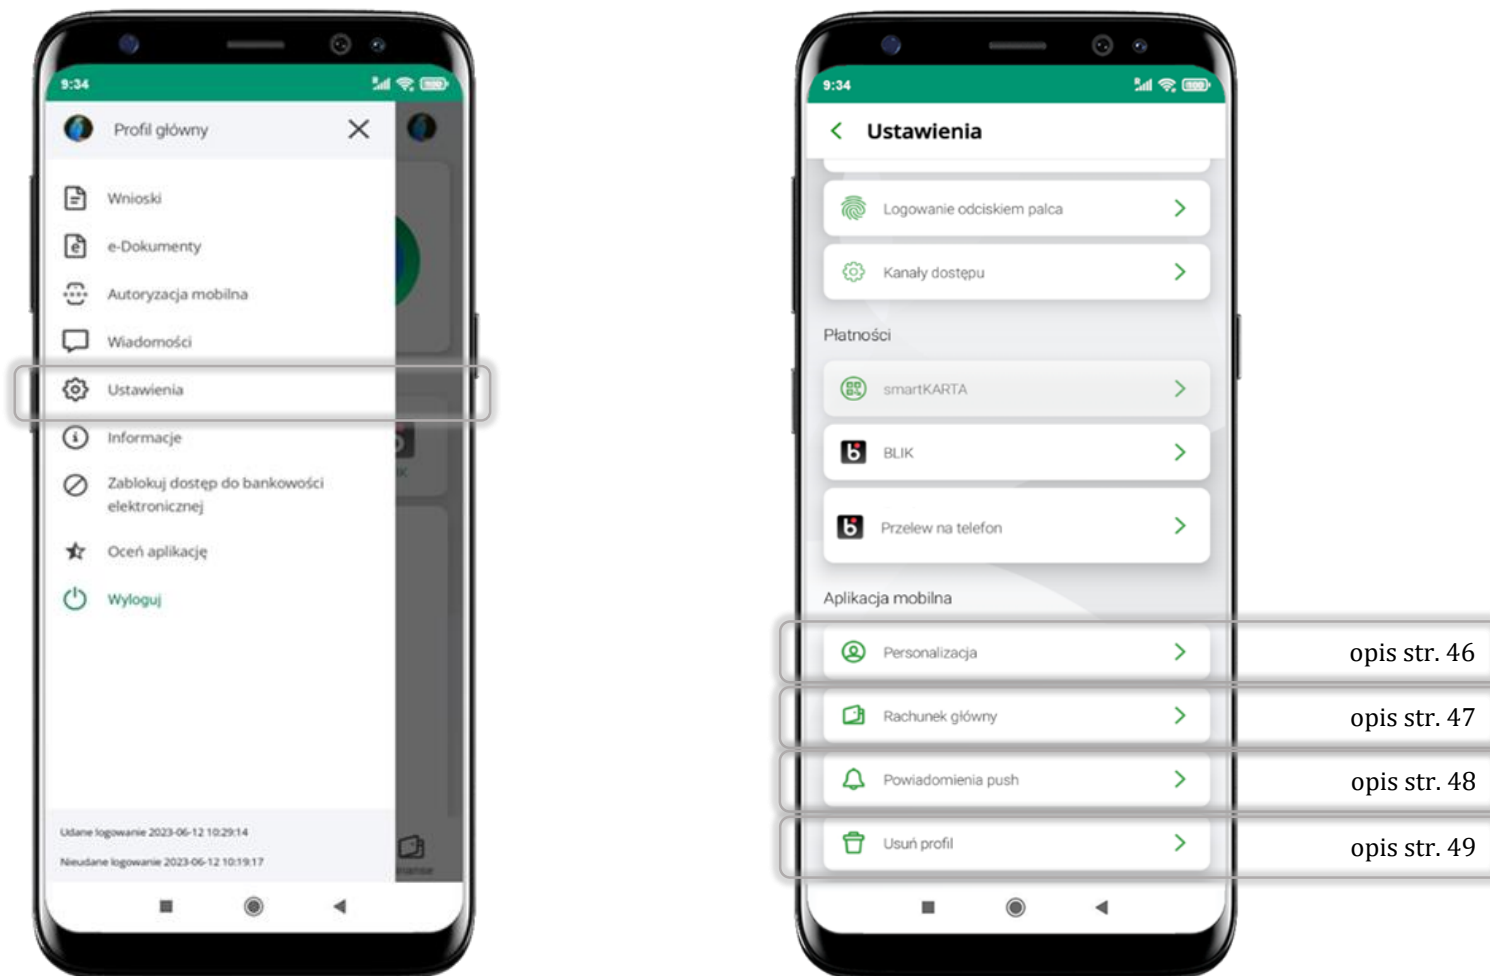 9:34
Profil główny
Wnioski
e-Dokumenty
Autoryzacja mobilna
Wiadomości
Ustawienia
Informacje
Zablokuj dostęp do bankowości
elektronicznej
Oceń aplikację
Wyloguj
Udane logowanie 2023-06-12 10:29:14
Nieudane logowanie 2023-06-12 10:19:17
9:34
Ustawienia
Logowanie odciskiem palca
Kanały dostępu
Płatności
smartKARTA
BLIK
Przelew na telefon
Aplikacja mobilna
Personalizacja
opis str. 46
Rachunek główny
opis str. 47
Powiadomienia push
opis str. 48
Usuń profil
opis str. 49